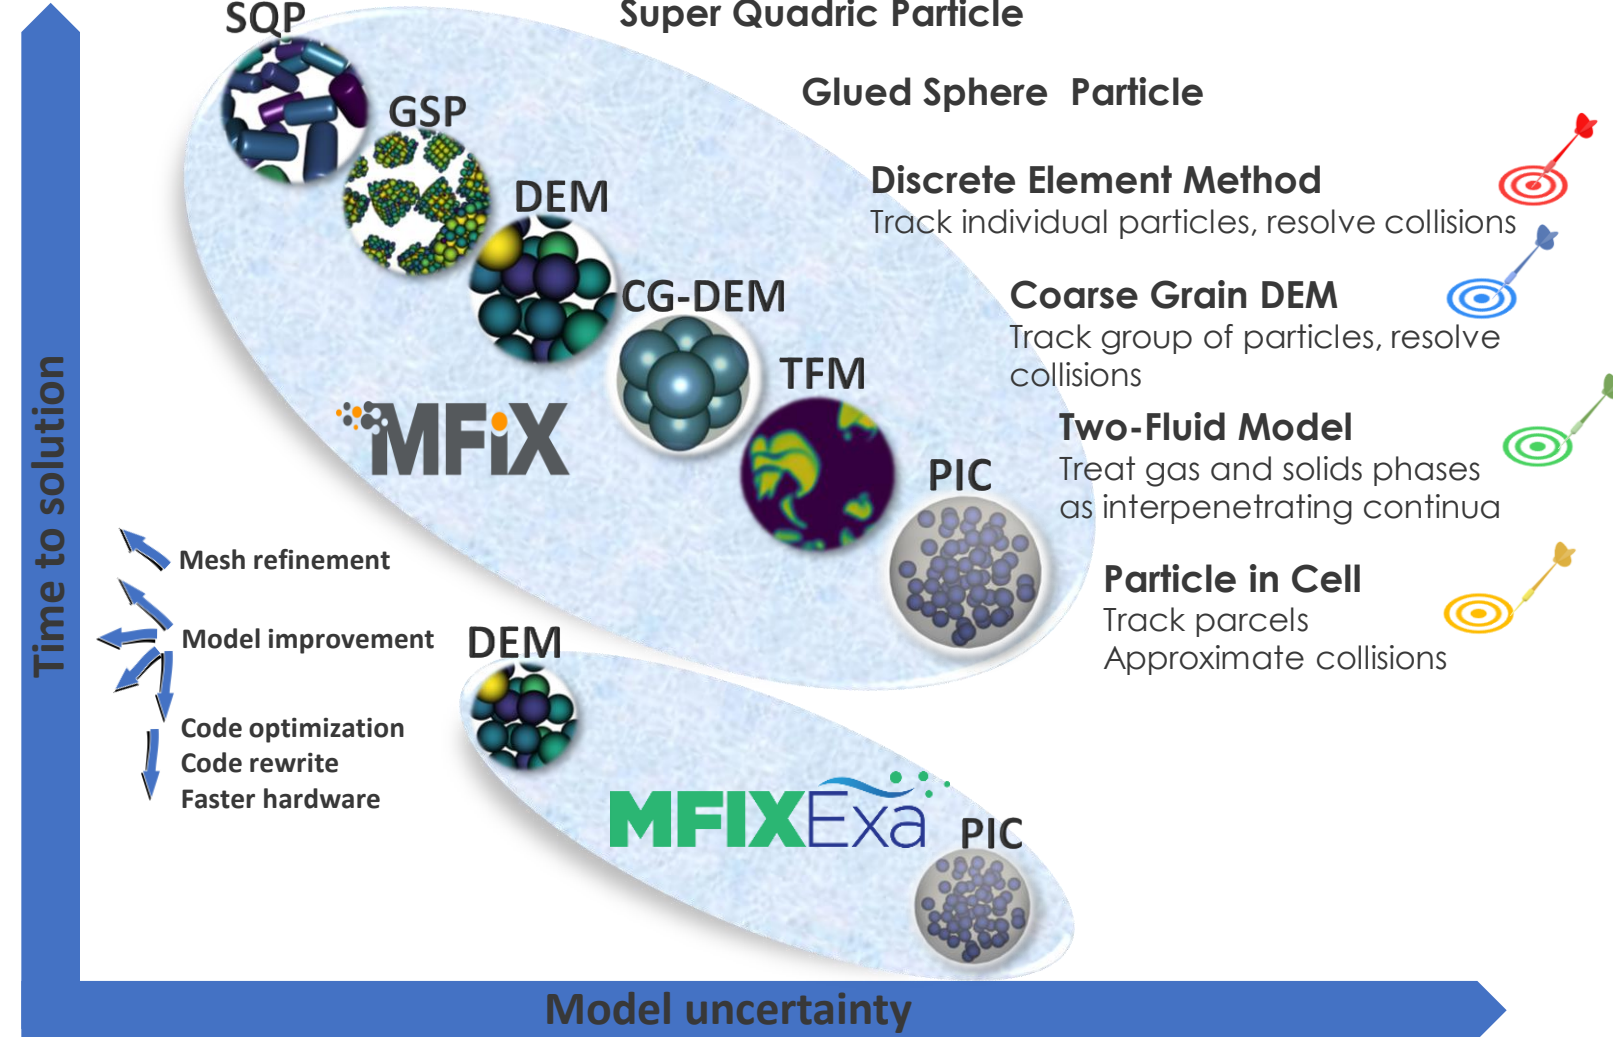 SQP
Super Quadric Particle
GSP
Glued Sphere Particle
DEM
Discrete Element Method
Track individual particles, resolve collisions
CG-DEM
Coarse Grain DEM
Track group of particles, resolve
collisions
TFM
Two-Fluid Model
Treat gas and solids phases
as interpenetrating continua
MFiX
PIC
Particle in Cell
Track parcels
Approximate collisions
Time to solution
Mesh refinement
Model improvement
Code optimization
Code rewrite
Faster hardware
DEM
MFIXExa
PIC
Model uncertainty